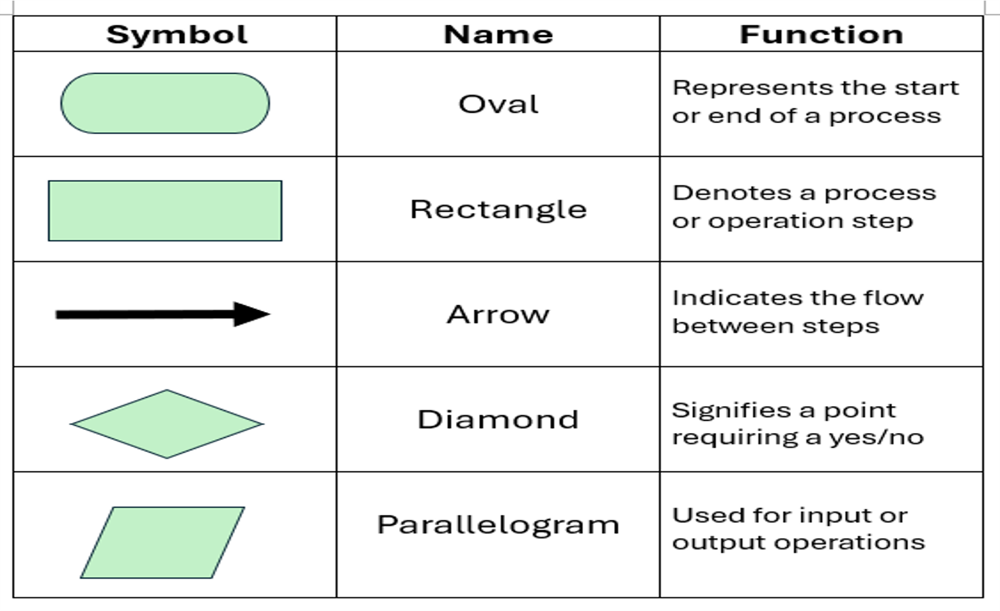 Symbol Name Function
Oval
Represents the start
or end of a process
Rectangle
Denotes a process
or operation step
Arrow
Indicates the flow
between steps
Diamond
Signifies a point
requiring a yes/no
Parallelogram
Used for input or
output operations